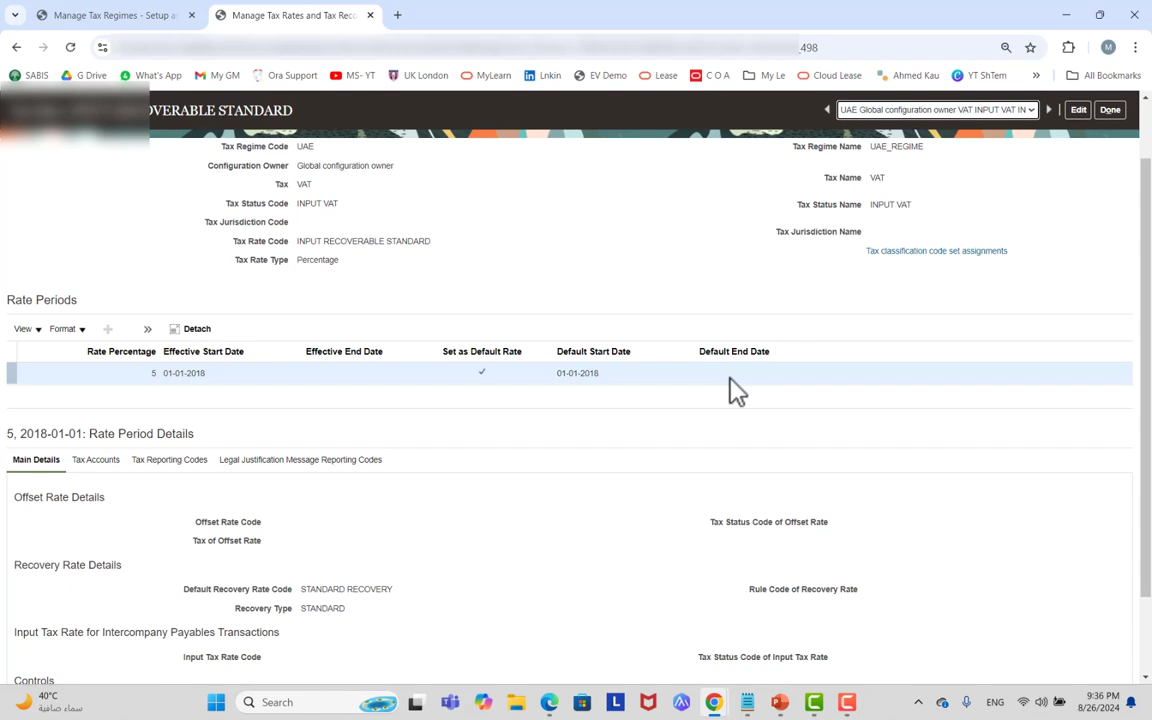 Manage Tax Regimes - Setup a
Manage Tax Rates and Tax Rec
_498
SABIS
G Drive
What's App
My GM
Ora Support
MS- YT
UK London
MyLearn
Lnkin
EV Demo
Lease
C O A
My Le
Cloud Lease
Ahmed Kau
YT ShTem
»
All Bookmarks
M
OVERABLE STANDARD
UAE Global configuration owner VAT INPUT VAT IN
Edit
Done
Tax Regime Code UAE
Tax Regime Name UAE_REGIME
Configuration Owner Global configuration owner
Tax VAT
Tax Name VAT
Tax Status Code INPUT VAT
Tax Status Name INPUT VAT
Tax Jurisdiction Code
Tax Jurisdiction Name
Tax Rate Code INPUT RECOVERABLE STANDARD
Tax classification code set assignments
Tax Rate Type Percentage
Rate Periods
View Format » Detach
Rate Percentage Effective Start Date Effective End Date Set as Default Rate Default Start Date Default End Date
5 01-01-2018 01-01-2018
5, 2018-01-01: Rate Period Details
Main Details Tax Accounts Tax Reporting Codes Legal Justification Message Reporting Codes
Offset Rate Details
Offset Rate Code
Tax Status Code of Offset Rate
Tax of Offset Rate
Recovery Rate Details
Default Recovery Rate Code STANDARD RECOVERY
Rule Code of Recovery Rate
Recovery Type STANDARD
Input Tax Rate for Intercompany Payables Transactions
Input Tax Rate Code
Tax Status Code of Input Tax Rate
Controls
40°C
سماء صافية
Search
ENG
9:36 PM
8/26/2024